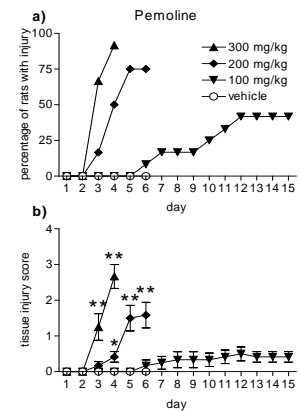 Pemoline
a)
percentage of rats with injury
100
75
50
25
0
300 mg/kg
200 mg/kg
100 mg/kg
vehicle
1 2 3 4 5 6 7 8 9 10 11 12 13 14 15
day
b)
tissue injury score
4
3
2
1
0
**
**
*
**
**
1 2 3 4 5 6 7 8 9 10 11 12 13 14 15
day